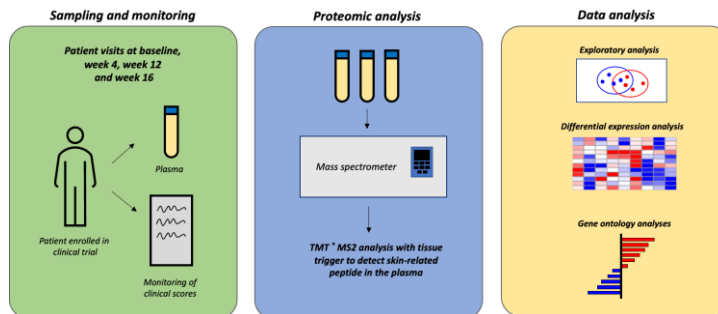 Sampling and monitoring
Patient visits at baseline,
week 4, week 12
and week 16
Plasma
Patient enrolled in
clinical trial
Monitoring of
clinical scores
Proteomic analysis
Mass spectrometer
TMT * MS2 analysis with tissue
trigger to detect skin-related
peptide in the plasma
Data analysis
Exploratory analysis
Differential expression analysis
Gene ontology analyses